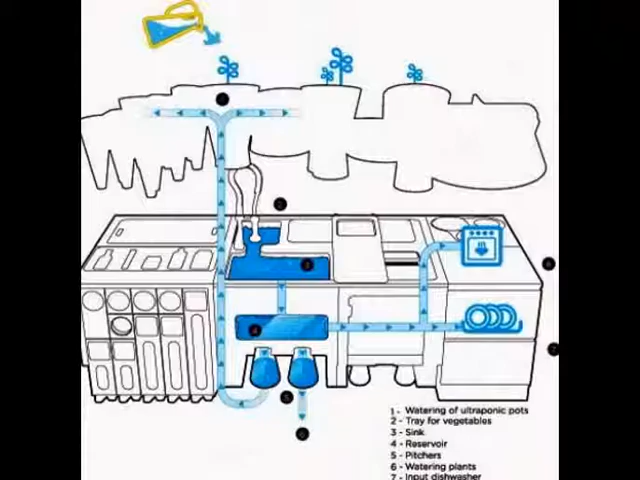 1 - Watering of ultraponic pots
2 - Tray for vegetables
3 - Sink
4 - Reservoir
5 - Pitchers
6 - Watering plants
7 - Input dishwasher